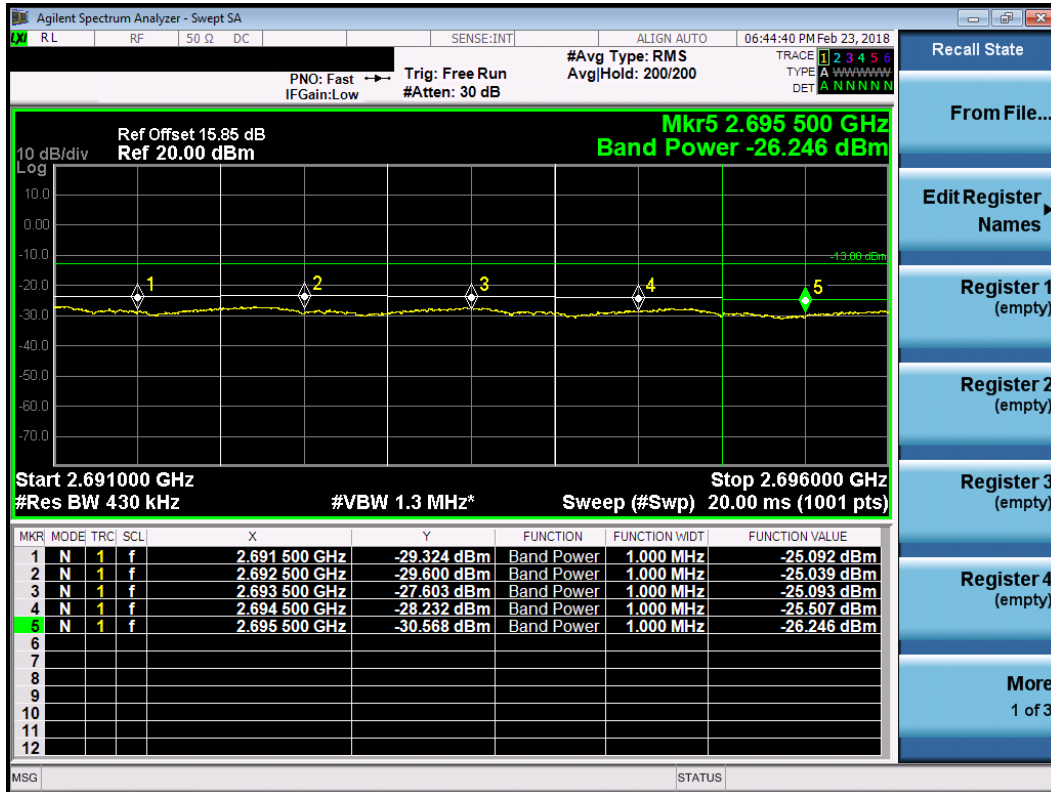 Agilent Spectrum Analyzer - Swept SA
LXI RL RF 50 Ω DC SENSE:INT ALIGN AUTO 06:44:40 PM Feb 23, 2018
PNO: Fast
IFGain:Low
Trig: Free Run
#Atten: 30 dB
#Avg Type: RMS
Avg|Hold: 200/200
TRACE 1 2 3 4 5 6
TYPE A WWWWW
DET A N N N N N
Ref Offset 15.85 dB
10 dB/div Ref 20.00 dBm
Log
Mkr5 2.695 500 GHz
Band Power -26.246 dBm
10.0
0.00
-10.0
-20.0
-30.0
-40.0
-50.0
-60.0
-70.0
-13.00 dBm
1 2 3 4 5
Start 2.691000 GHz Stop 2.696000 GHz
#Res BW 430 kHz #VBW 1.3 MHz* Sweep (#Swp) 20.00 ms (1001 pts)
MKR MODE TRC SCL X Y FUNCTION FUNCTION WIDT FUNCTION VALUE
1 N 1 f 2.691 500 GHz -29.324 dBm Band Power 1.000 MHz -25.092 dBm
2 N 1 f 2.692 500 GHz -29.600 dBm Band Power 1.000 MHz -25.039 dBm
3 N 1 f 2.693 500 GHz -27.603 dBm Band Power 1.000 MHz -25.093 dBm
4 N 1 f 2.694 500 GHz -28.232 dBm Band Power 1.000 MHz -25.507 dBm
5 N 1 f 2.695 500 GHz -30.568 dBm Band Power 1.000 MHz -26.246 dBm
6
7
8
9
10
11
12
MSG STATUS
Recall State
From File...
Edit Register
Names
Register 1
(empty)
Register 2
(empty)
Register 3
(empty)
Register 4
(empty)
More
1 of 3